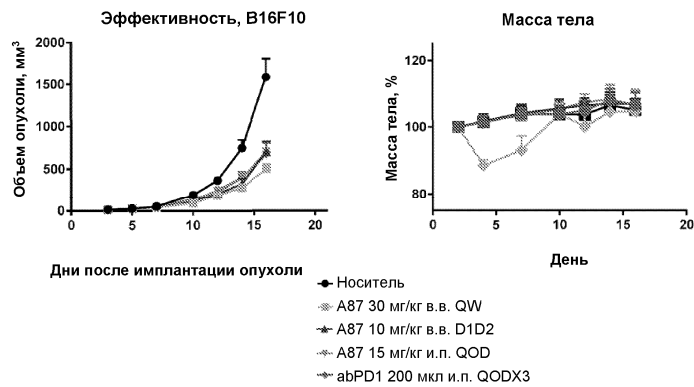 Эффективность, B16F10
Объем опухоли, мм³
2000
1500
1000
500
0
0 5 10 15 20
Дни после имплантации опухоли
Масса тела
Масса тела, %
120
100
80
0 5 10 15 20
День
Носитель
A87 30 мг/кг в.в. QW
A87 10 мг/кг в.в. D1D2
A87 15 мг/кг и.п. QOD
abPD1 200 мкл и.п. QODX3